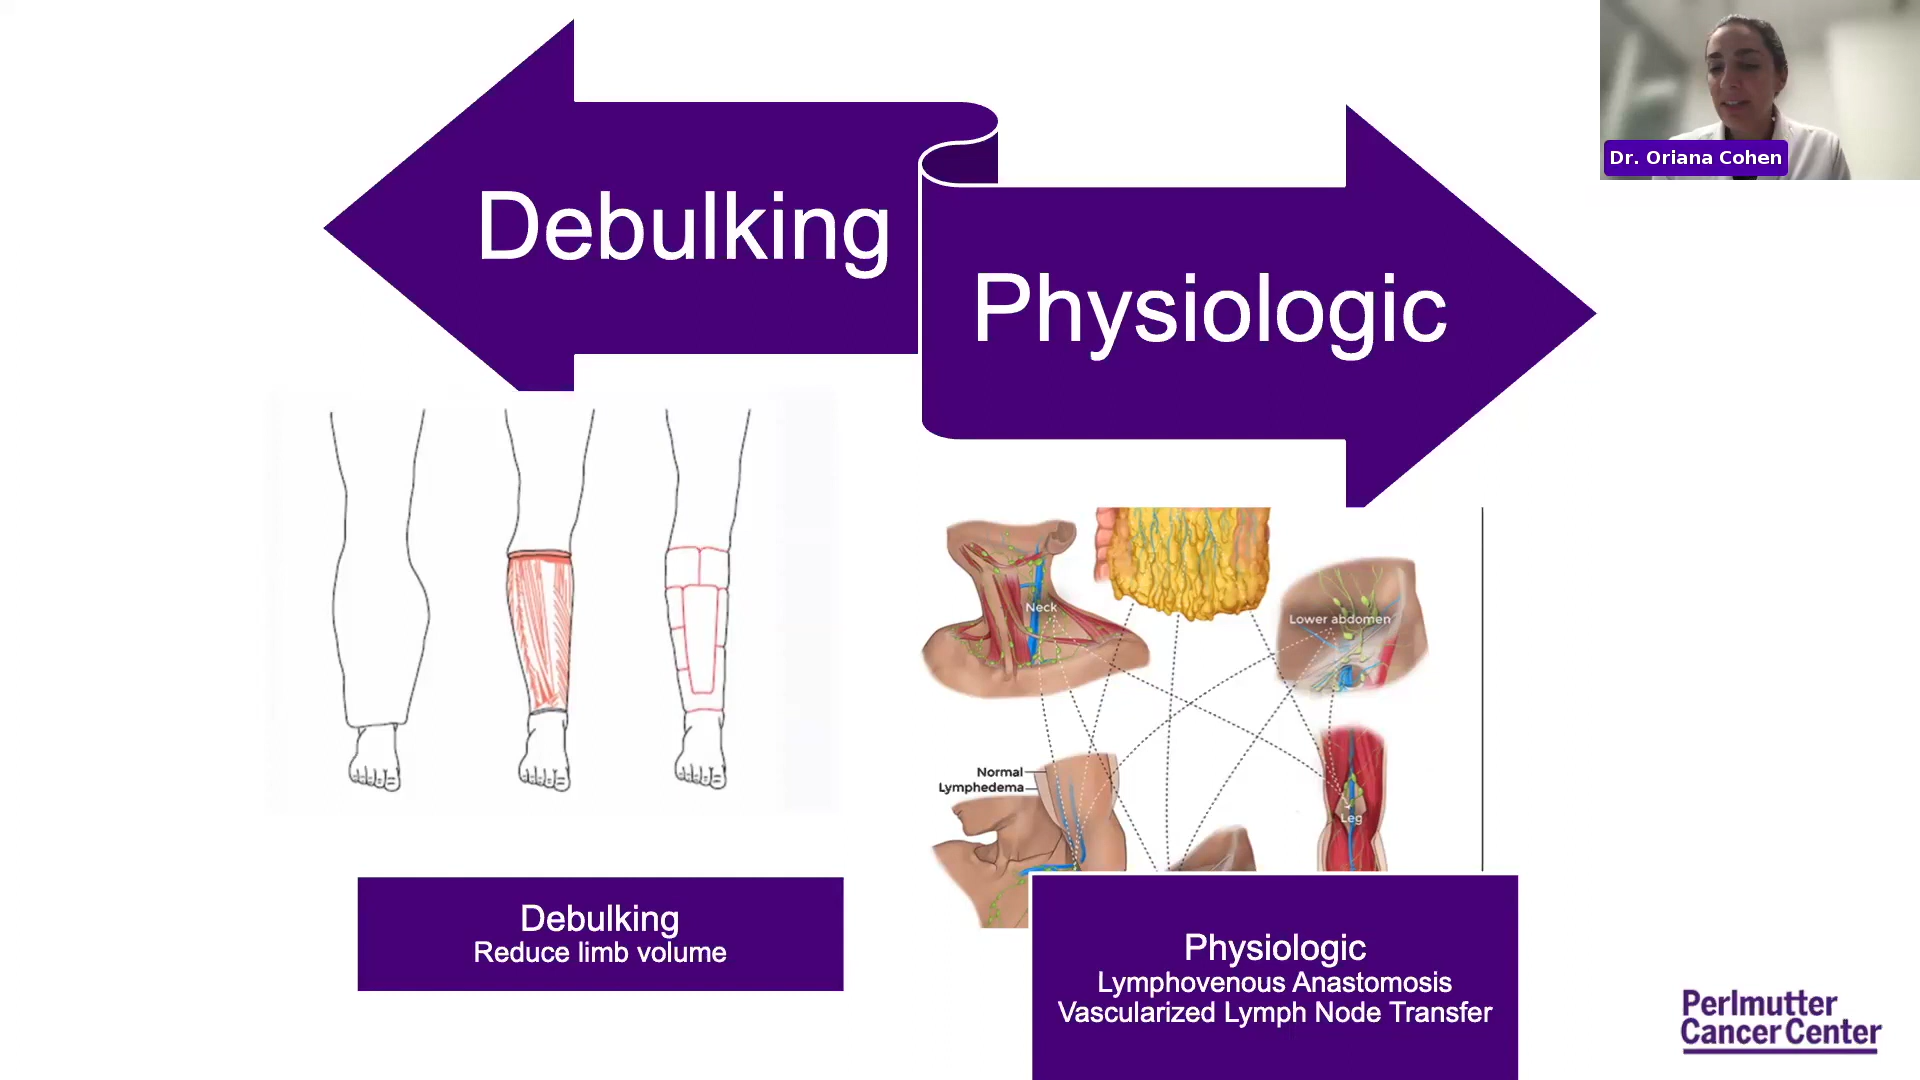 Debulking
Physiologic
Dr. Oriana Cohen
Neck
Lower abdomen
Normal
Lymphedema
Leg
Debulking
Reduce limb volume
Physiologic
Lymphovenous Anastomosis
Vascularized Lymph Node Transfer
Perlmutter
Cancer Center